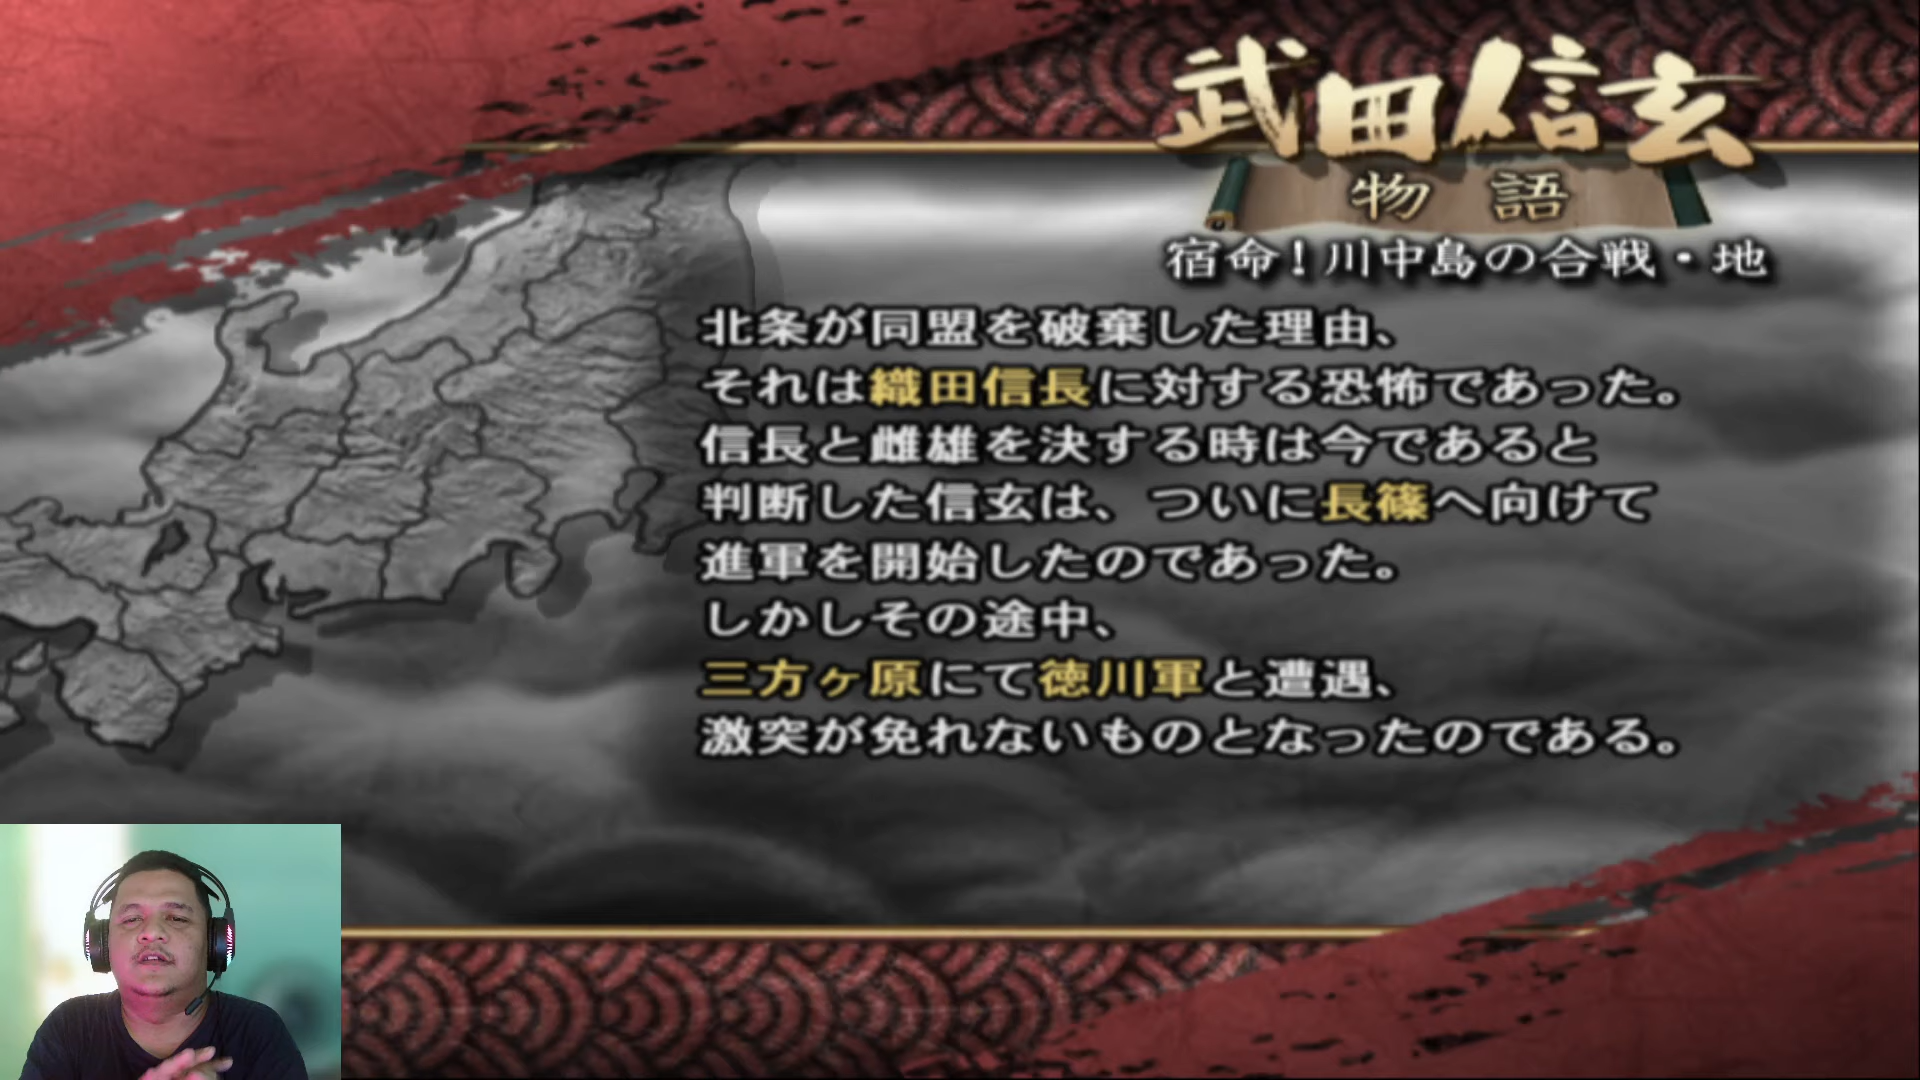 武田信玄
物語
宿命!川中島の合戦・地
北条が同盟を破棄した理由、
それは織田信長に対する恐怖であった。
信長と雌雄を決する時は今であると
判断した信玄は、ついに長篠へ向けて
進軍を開始したのであった。
しかしその途中、
三方ヶ原にて徳川軍と遭遇、
激突が免れないものとなったのである。